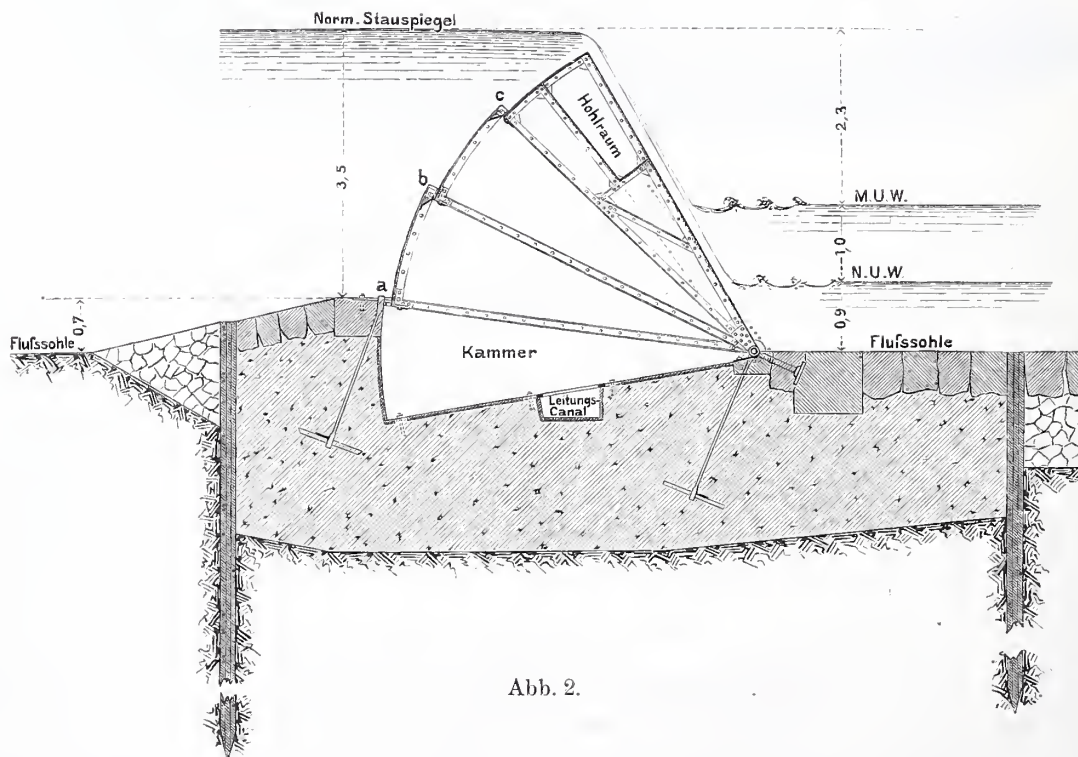 Norm. Stauspiegel
Hohlraum
c
2,3
3,5
b
M.U.W.
1,0
N.U.W.
a
0,7
0,9
Flufssohle
Flufssohle
Kammer
Leitungs-
Canal
Abb. 2.